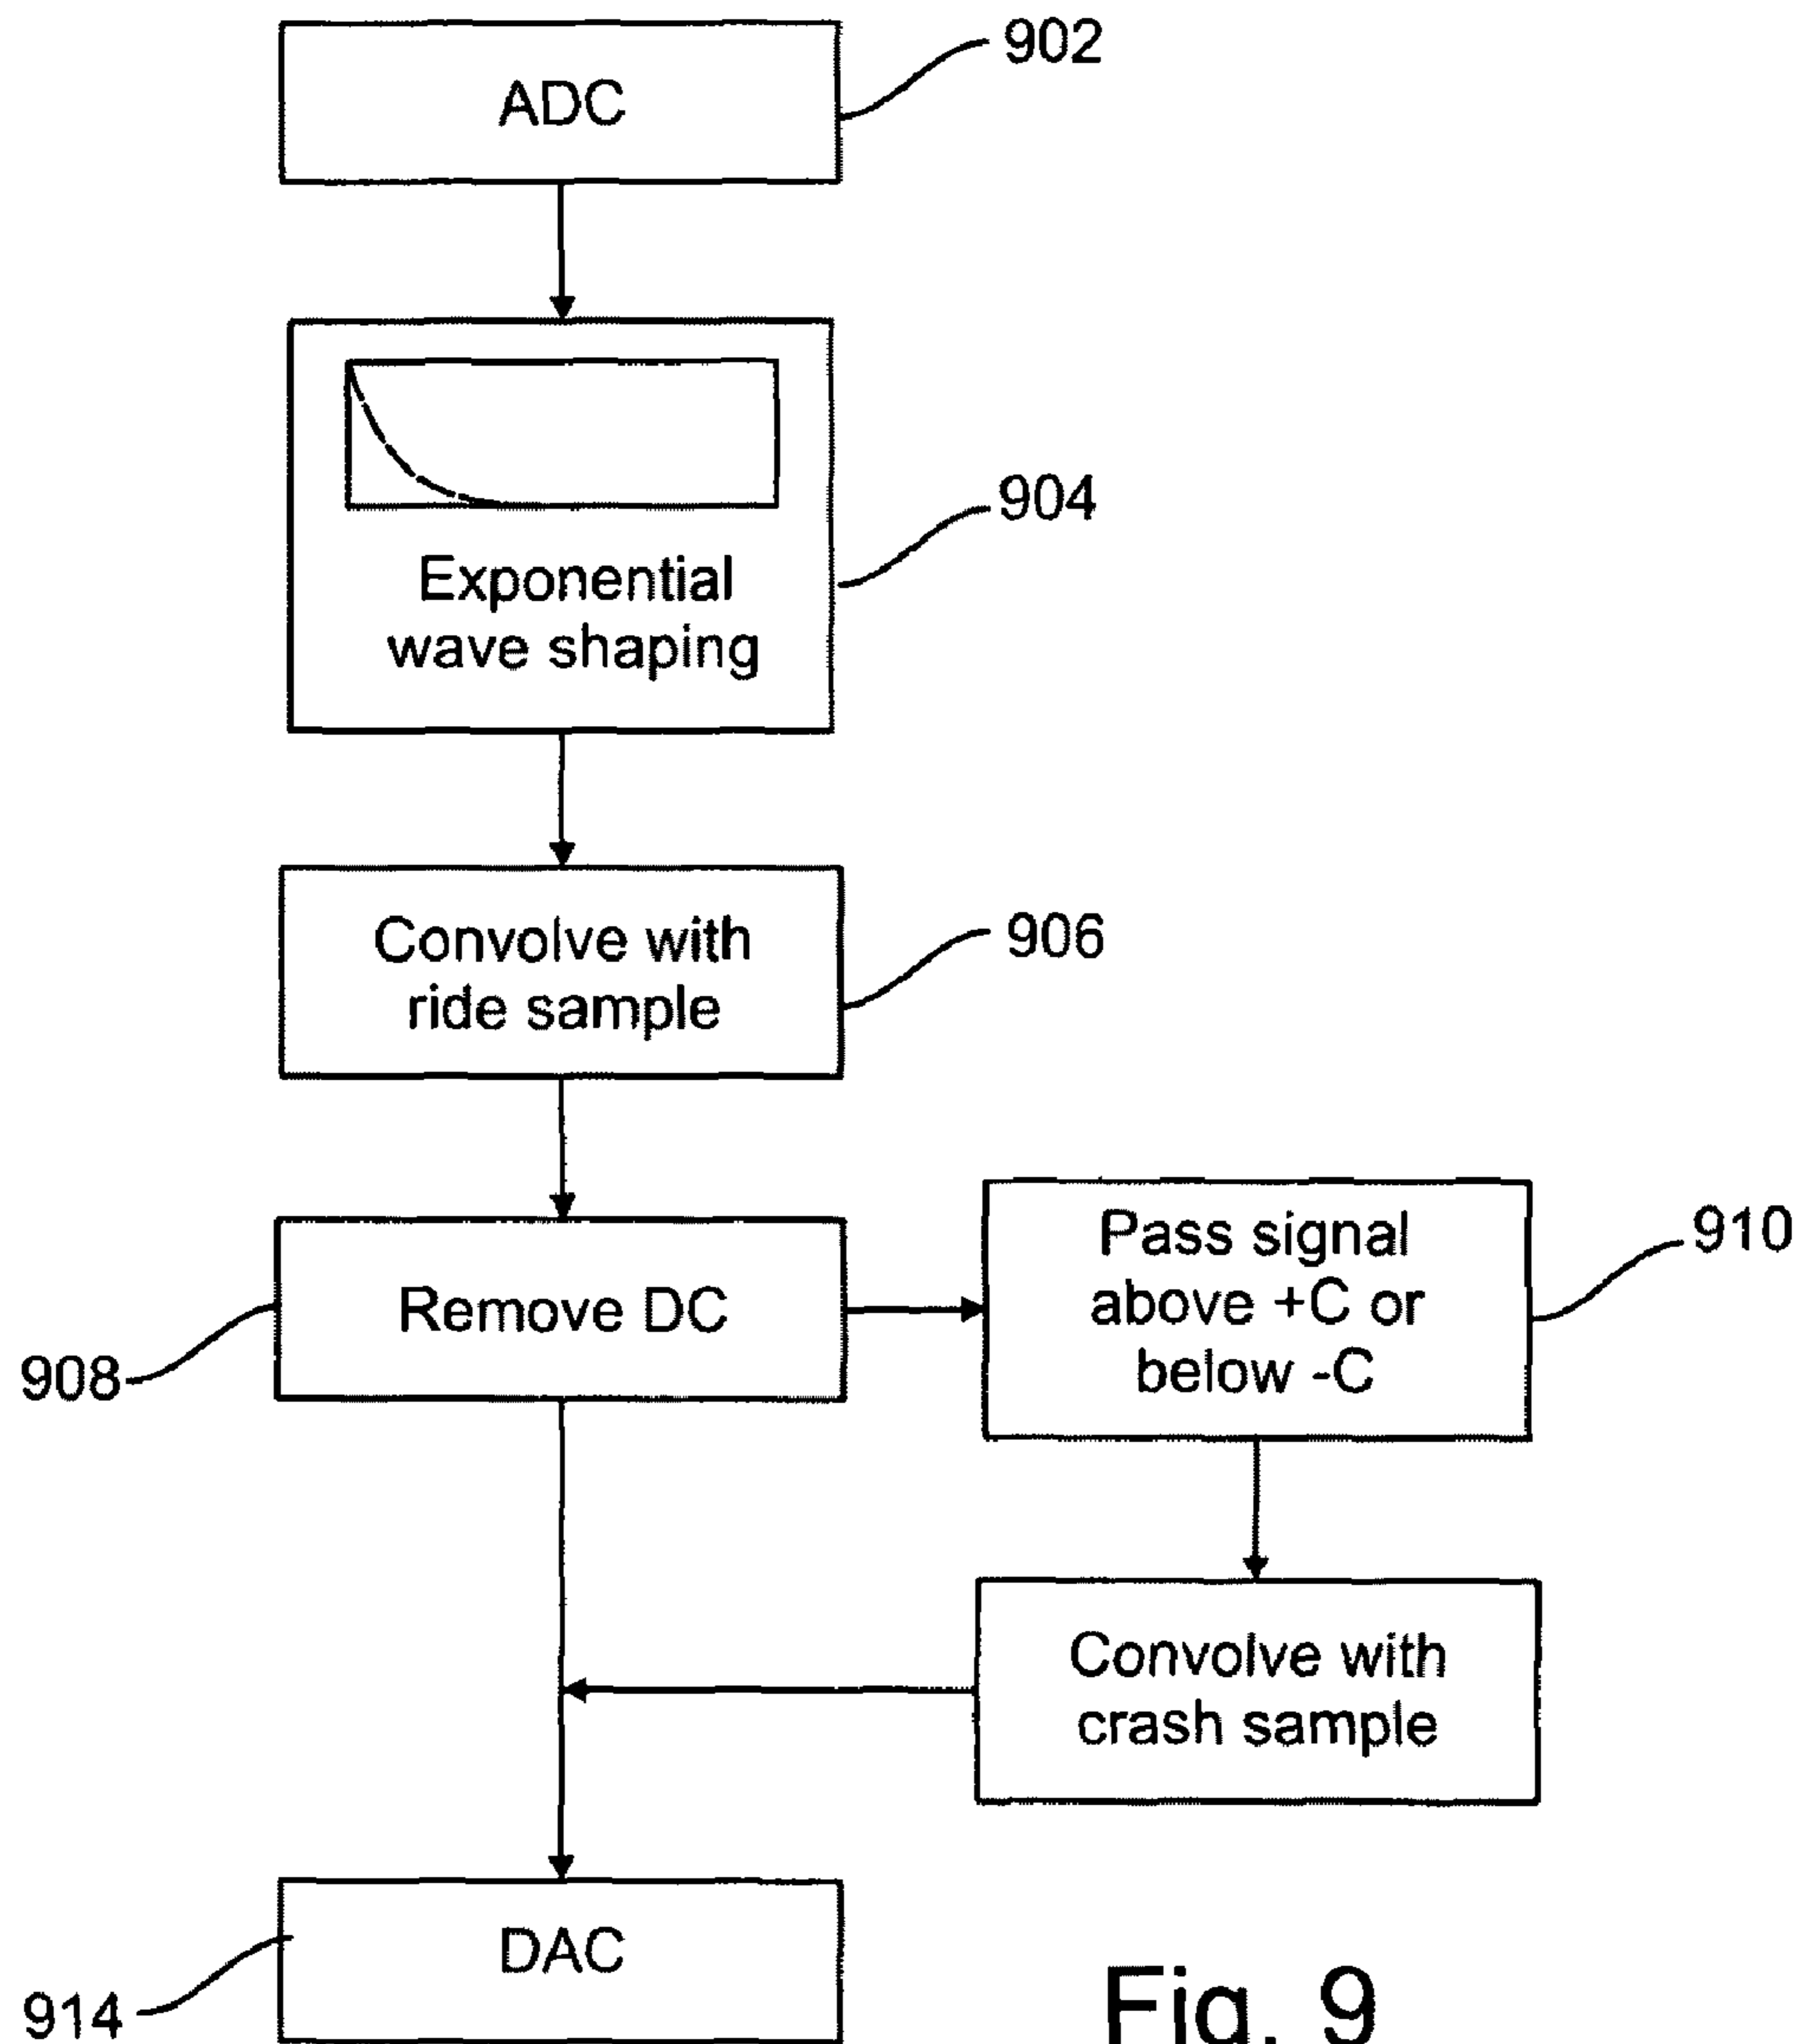 ADC
902
Exponential
wave shaping
904
Convolve with
ride sample
906
Remove DC
908
Pass signal
above +C or
below -C
910
Convolve with
crash sample
DAC
914
Fig. 9